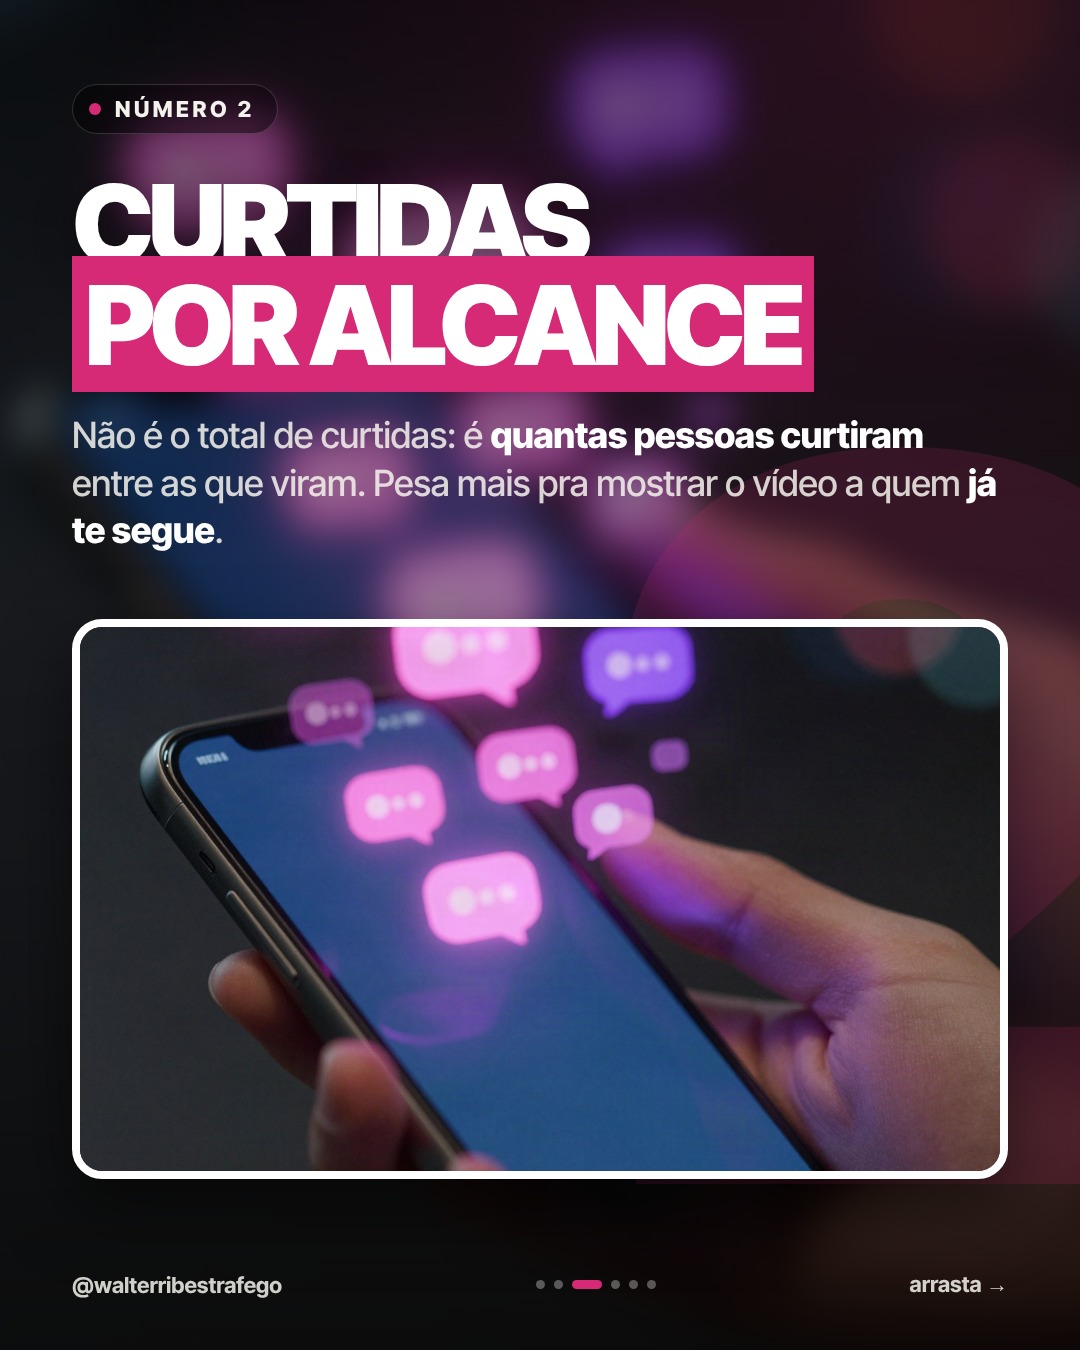 NÚMERO 2
CURTIDAS
POR ALCANCE
Não é o total de curtidas: é quantas pessoas curtiram
entre as que viram. Pesa mais pra mostrar o vídeo a quem já
te segue.
@walterribestrafego
arrasta →